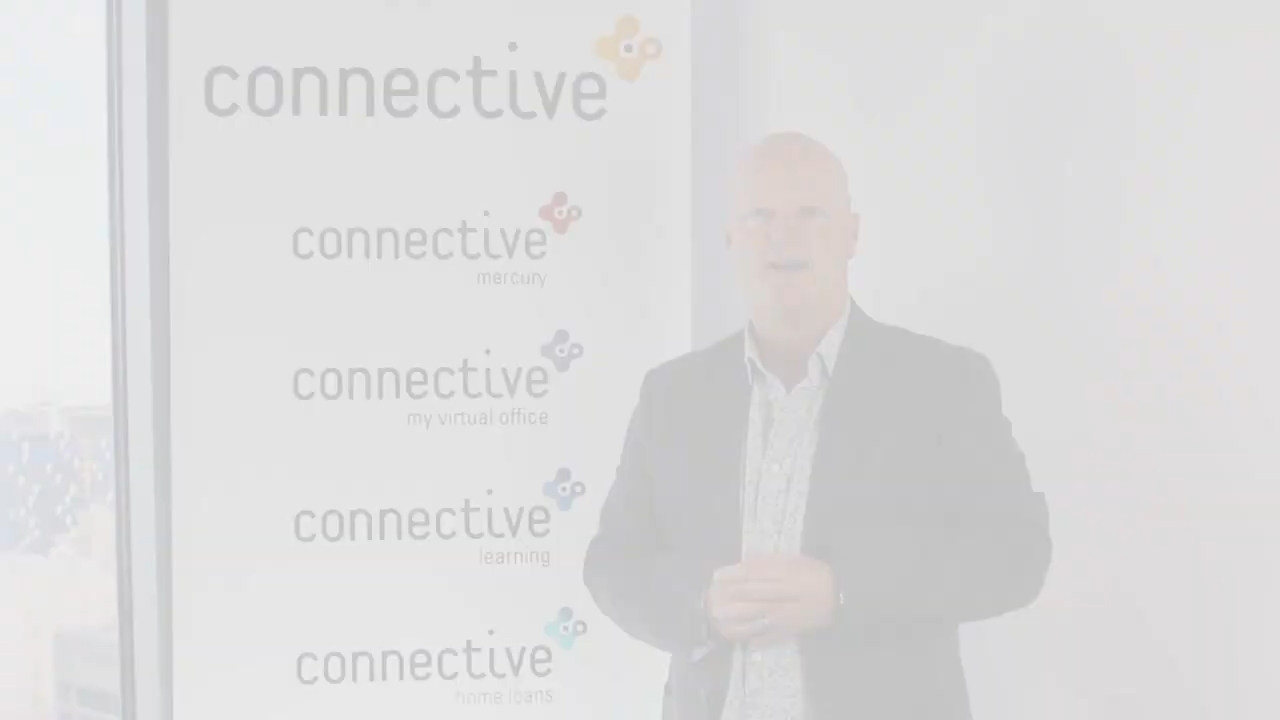 connective
connective
mercury
connective
my virtual office
connective
learning
connective
home loans